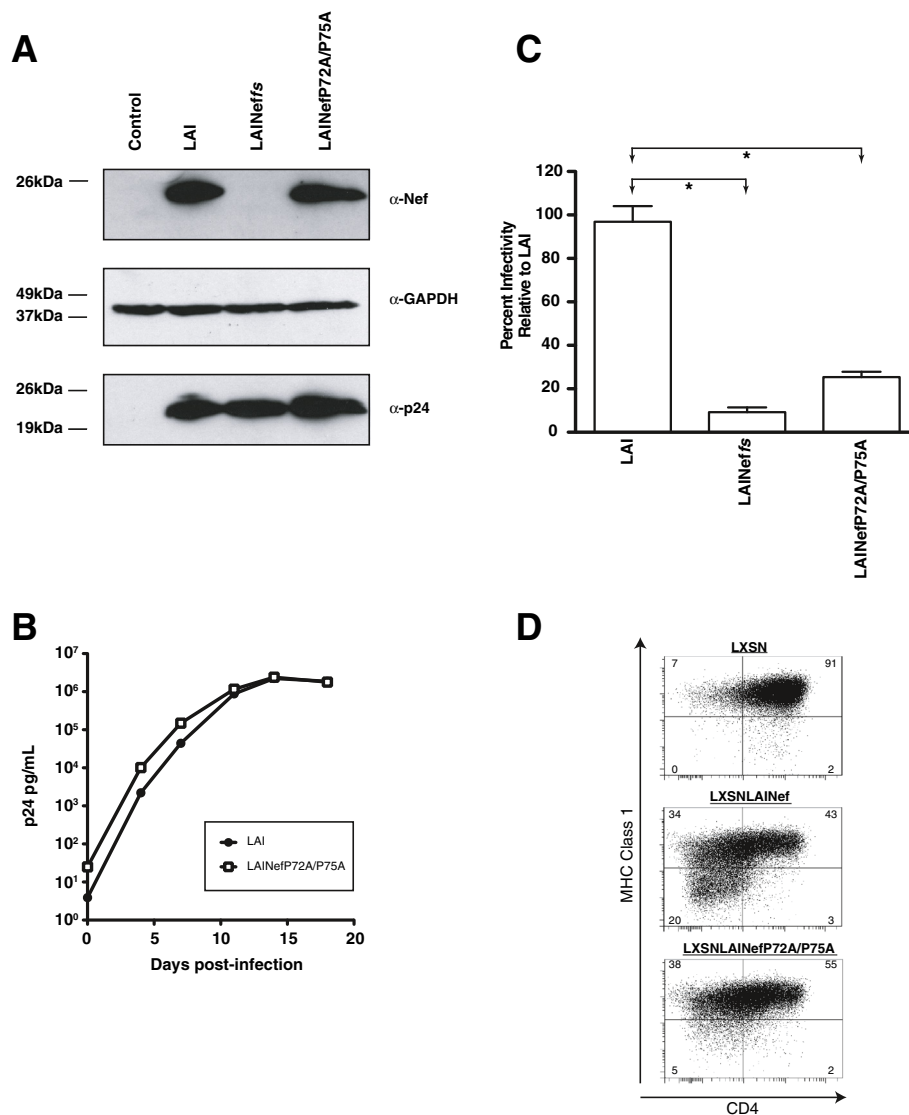 A
Control
LAI
LAINeffs
LAINefP72A/P75A
26kDa
α-Nef
49kDa
37kDa
α-GAPDH
26kDa
19kDa
α-p24
B
10⁷
10⁶
10⁵
10⁴
10³
10²
10¹
10⁰
p24 pg/mL
LAI
LAINefP72A/P75A
0
5
10
15
20
Days post-infection
C
*
*
120
100
80
60
40
20
0
Percent Infectivity
Relative to LAI
LAI
LAINeffs
LAINefP72A/P75A
D
LXSN
7
91
0
2
LXSNLAINef
34
43
20
3
LXSNLAINefP72A/P75A
38
55
5
2
MHC Class 1
CD4